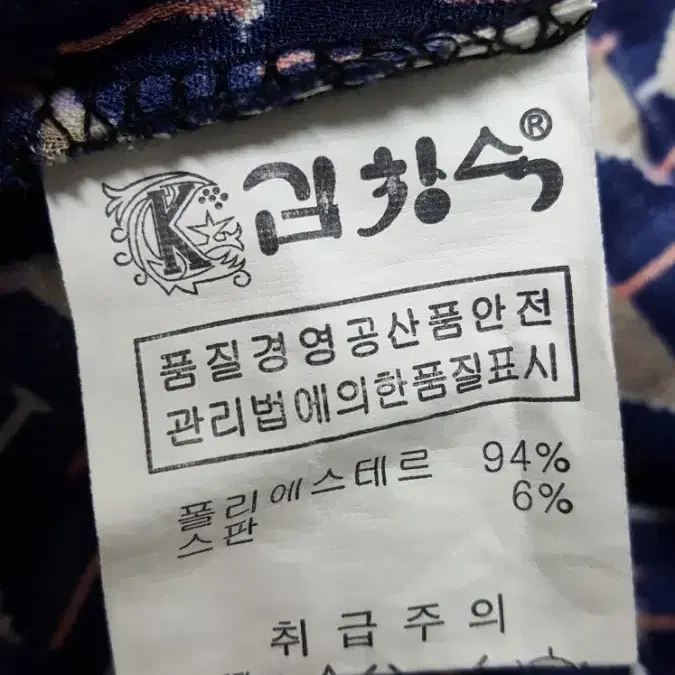 K 김창숙®
품질경영공산품안전
관리법에의한품질표시
폴리에스테르 94%
스판 6%
취급주의